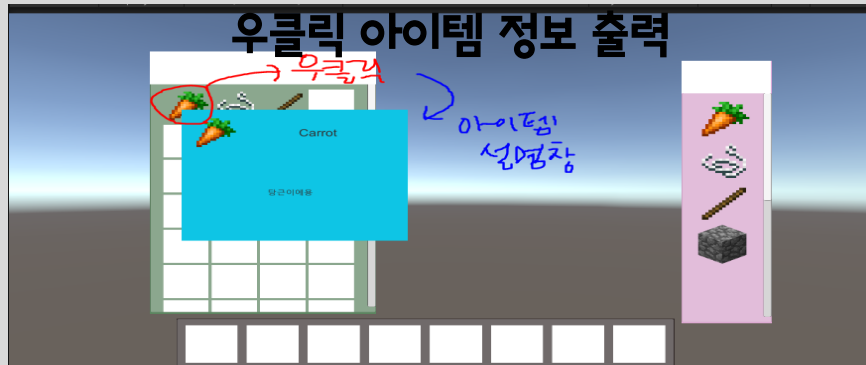 우클릭 아이템 정보 출력
우클릭
아이템
설명창
Carrot
당근이예용